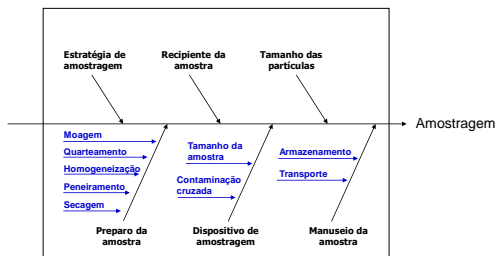 Estratégia de
amostragem
Recipiente da
amostra
Tamanho das
partículas
Amostragem
Moagem
Quarteamento
Homogeneização
Peneiramento
Secagem
Tamanho da
amostra
Contaminação
cruzada
Armazenamento
Transporte
Preparo da
amostra
Dispositivo de
amostragem
Manuseio da
amostra